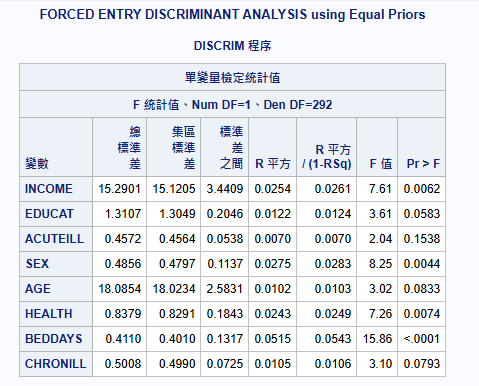 FORCED ENTRY DISCRIMINANT ANALYSIS using Equal Priors
DISCRIM 程序
單變量檢定統計值
F 統計值、Num DF=1、Den DF=292
變數 總標準差 集區標準差 標準差之間 R 平方 R 平方 / (1-RSq) F 值 Pr > F
INCOME 15.2901 15.1205 3.4409 0.0254 0.0261 7.61 0.0062
EDUCAT 1.3107 1.3049 0.2046 0.0122 0.0124 3.61 0.0583
ACUTEILL 0.4572 0.4564 0.0538 0.0070 0.0070 2.04 0.1538
SEX 0.4856 0.4797 0.1137 0.0275 0.0283 8.25 0.0044
AGE 18.0854 18.0234 2.5831 0.0102 0.0103 3.02 0.0833
HEALTH 0.8379 0.8291 0.1843 0.0243 0.0249 7.26 0.0074
BEDDAYS 0.4110 0.4010 0.1317 0.0515 0.0543 15.86 <.0001
CHRONILL 0.5008 0.4990 0.0725 0.0105 0.0106 3.10 0.0793